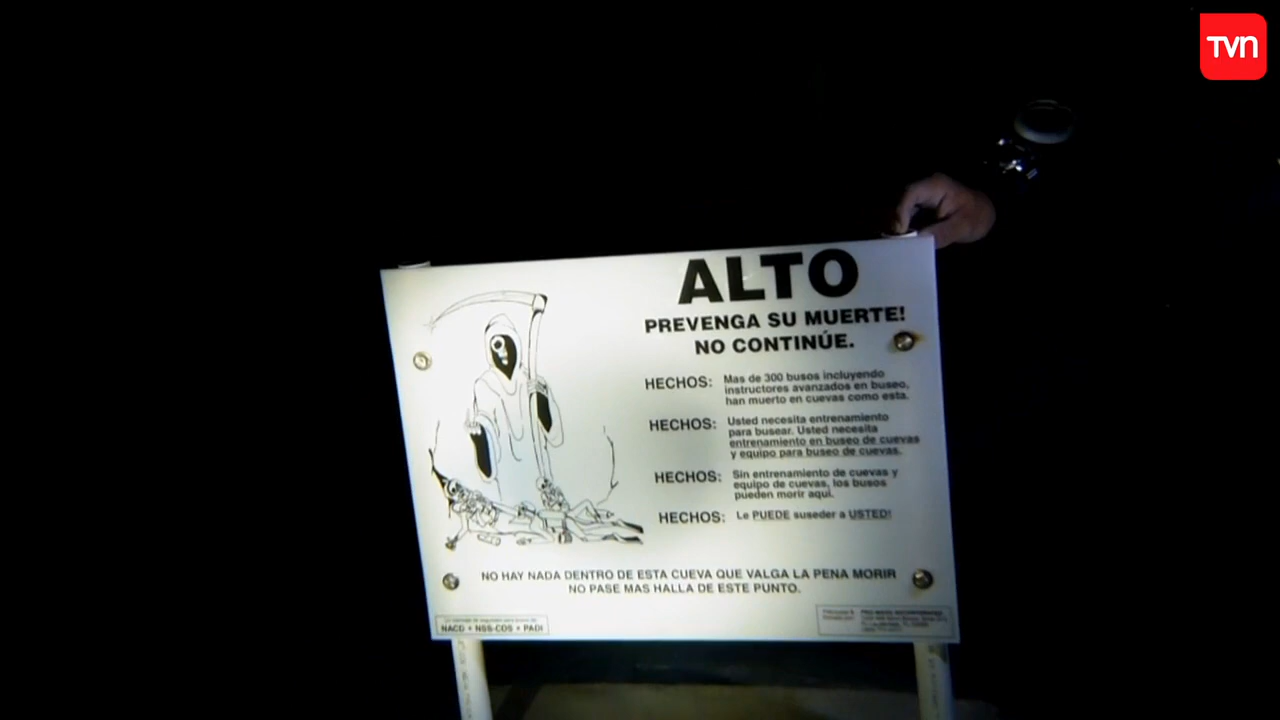 TVN
ALTO
PREVENGA SU MUERTE!
NO CONTINÚE.
HECHOS: Mas de 300 busos incluyendo
instructores avanzados en buseo,
han muerto en cuevas como esta.
HECHOS: Usted necesita entrenamiento
para busear. Usted necesita
entrenamiento en buseo de cuevas
y equipo para buseo de cuevas.
HECHOS: Sin entrenamiento de cuevas y
equipo de cuevas, los busos
pueden morir aqui.
HECHOS: Le PUEDE suseder a USTED!
NO HAY NADA DENTRO DE ESTA CUEVA QUE VALGA LA PENA MORIR
NO PASE MAS HALLA DE ESTE PUNTO.
NACD • NSS-CDS • PADI